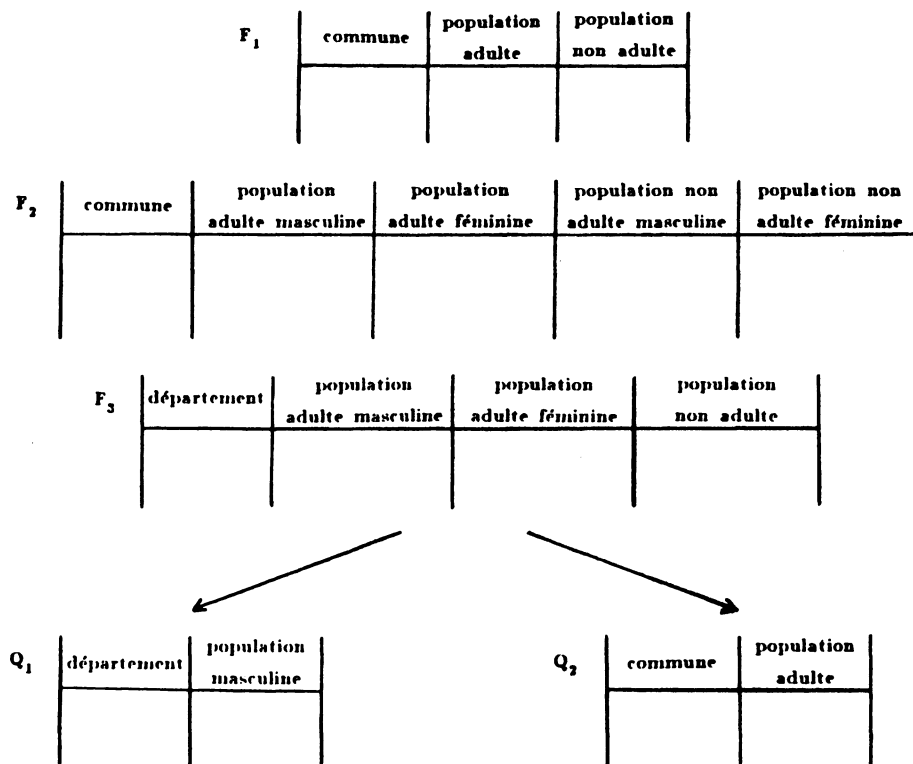 F1
commune
population
adulte
population
non adulte
F2
commune
population
adulte masculine
population
adulte féminine
population non
adulte masculine
population non
adulte féminine
F3
département
population
adulte masculine
population
adulte féminine
population
non adulte
Q1
département
population
masculine
Q2
commune
population
adulte